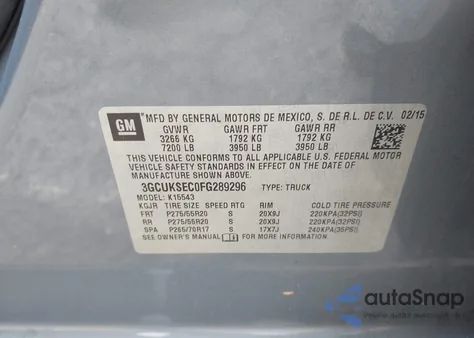 GM
MFD BY GENERAL MOTORS DE MEXICO, S. DE R.L. DE C.V. 02/15
GVWR GAWR FRT GAWR RR
3266 KG 1792 KG 1792 KG
7200 LB 3950 LB 3950 LB
THIS VEHICLE CONFORMS TO ALL APPLICABLE U.S. FEDERAL MOTOR
VEHICLE SAFETY STANDARDS IN EFFECT ON THE DATE OF
MANUFACTURE SHOWN ABOVE.
3GCUKSEC0FG289296 TYPE: TRUCK
MODEL: K15543
KGJR TIRE SIZE SPEED RTG RIM COLD TIRE PRESSURE
FRT P275/55R20 S 20X9J 220KPA(32PSI)
RR P275/55R20 S 20X9J 220KPA(32PSI)
SPA P265/70R17 S 17X7J 240KPA(35PSI)
SEE OWNER'S MANUAL FOR MORE INFORMATION.
autoSnap